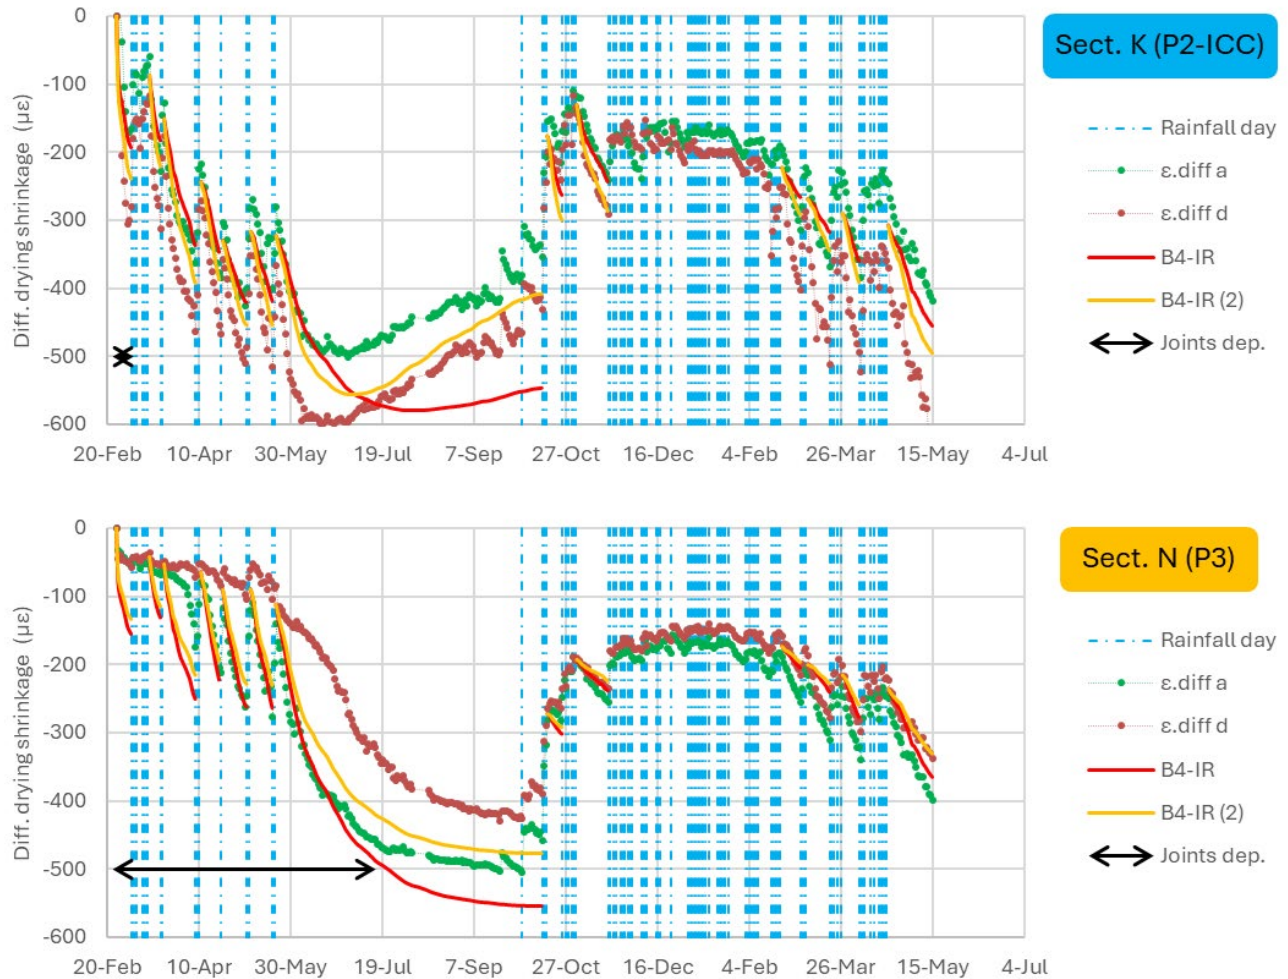 Diff. drying shrinkage (µε)
0
-100
-200
-300
-400
-500
-600
20-Feb 10-Apr 30-May 19-Jul 7-Sep 27-Oct 16-Dec 4-Feb 26-Mar 15-May 4-Jul
Sect. K (P2-ICC)
Rainfall day
ε.diff a
ε.diff d
B4-IR
B4-IR (2)
Joints dep.
Diff. drying shrinkage (µε)
0
-100
-200
-300
-400
-500
-600
20-Feb 10-Apr 30-May 19-Jul 7-Sep 27-Oct 16-Dec 4-Feb 26-Mar 15-May 4-Jul
Sect. N (P3)
Rainfall day
ε.diff a
ε.diff d
B4-IR
B4-IR (2)
Joints dep.